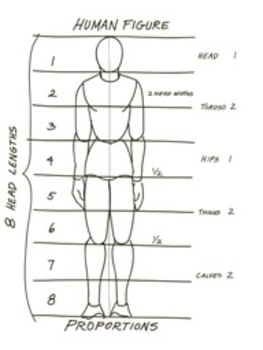 HUMAN FIGURE
HEAD 1
1
2
2 HEAD WIDTHS
TOROSO 2
3
4
HIPS 1
1/2
5
THIGHS 2
6
1/2
7
CALVES 2
8
8 HEAD LENGTHS
PROPORTIONS